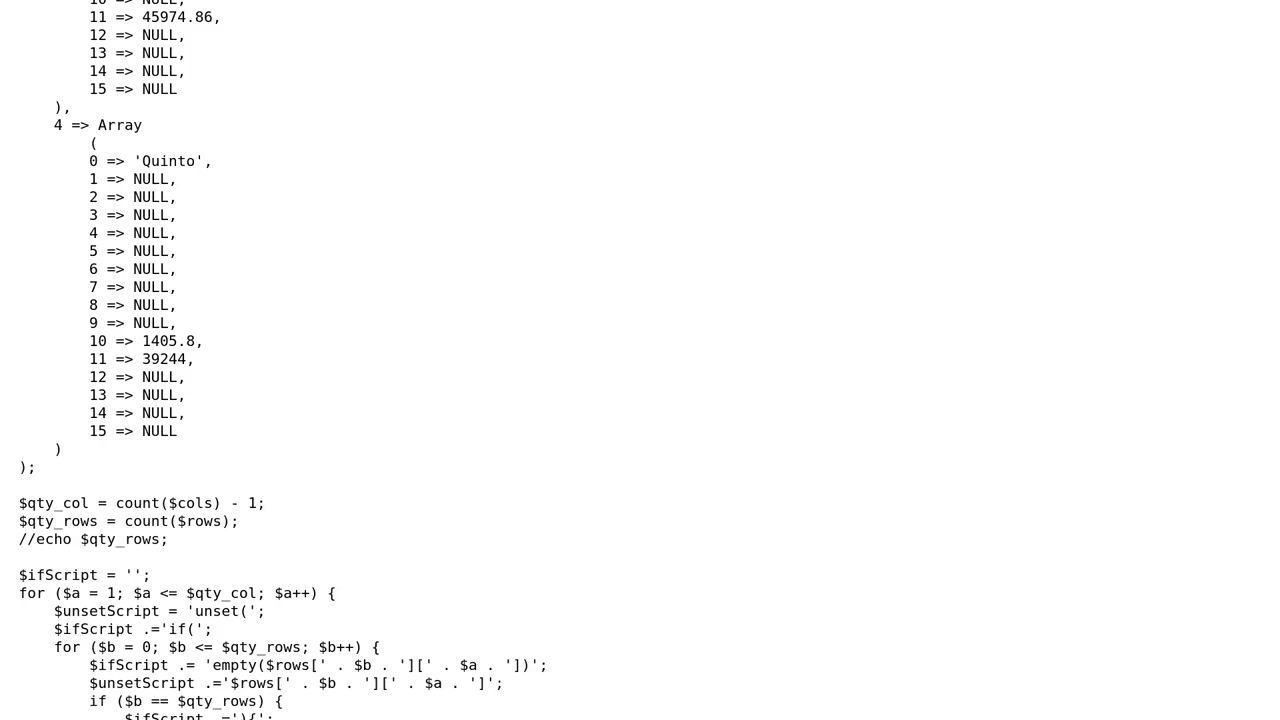 10 => NULL,
11 => 45974.86,
12 => NULL,
13 => NULL,
14 => NULL,
15 => NULL
),
4 => Array
(
0 => 'Quinto',
1 => NULL,
2 => NULL,
3 => NULL,
4 => NULL,
5 => NULL,
6 => NULL,
7 => NULL,
8 => NULL,
9 => NULL,
10 => 1405.8,
11 => 39244,
12 => NULL,
13 => NULL,
14 => NULL,
15 => NULL
)
);
$qty_col = count($cols) - 1;
$qty_rows = count($rows);
//echo $qty_rows;
$ifScript = '';
for ($a = 1; $a <= $qty_col; $a++) {
$unsetScript = 'unset(';
$ifScript .='if(';
for ($b = 0; $b <= $qty_rows; $b++) {
$ifScript .= 'empty($rows[' . $b . '][' . $a . '])';
$unsetScript .='$rows[' . $b . '][' . $a . ']';
if ($b == $qty_rows) {
$ifScript .='){';